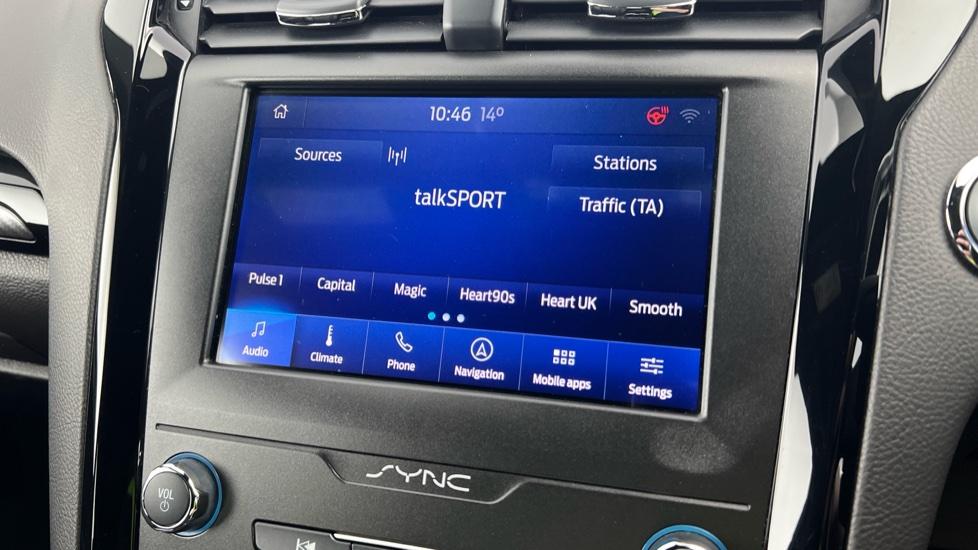 10:46 14°
Sources
Stations
talkSPORT
Traffic (TA)
Pulse 1 Capital Magic Heart90s Heart UK Smooth
Audio Climate Phone Navigation Mobile apps Settings
SYNC
VOL